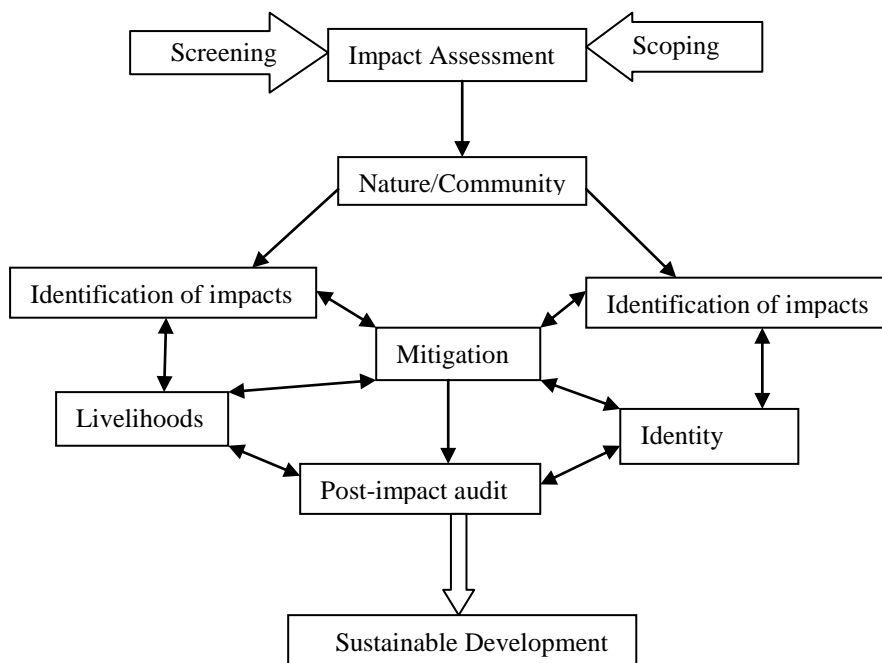 Screening
Impact Assessment
Scoping
Nature/Community
Identification of impacts
Identification of impacts
Mitigation
Livelihoods
Identity
Post-impact audit
Sustainable Development